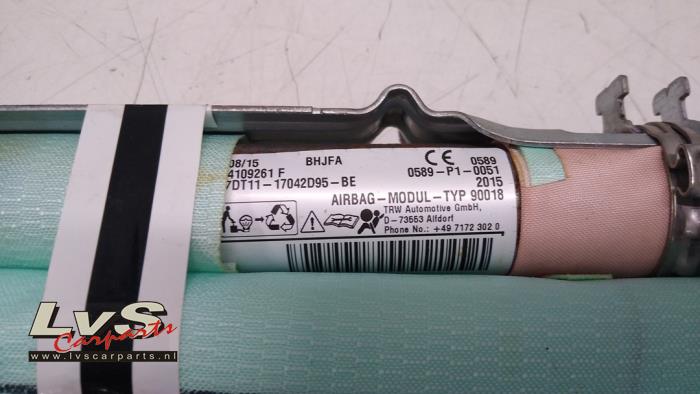 08/15 BHJFA
4109261 F
7DT11-17042D95-BE
CE 0589
0589-P1-0051
2015
AIRBAG-MODUL-TYP 90018
TRW Automotive GmbH,
D-73553 Alfdorf
Phone No.: +49 7172 302 0
LvS
Carparts
www.lvscarparts.nl